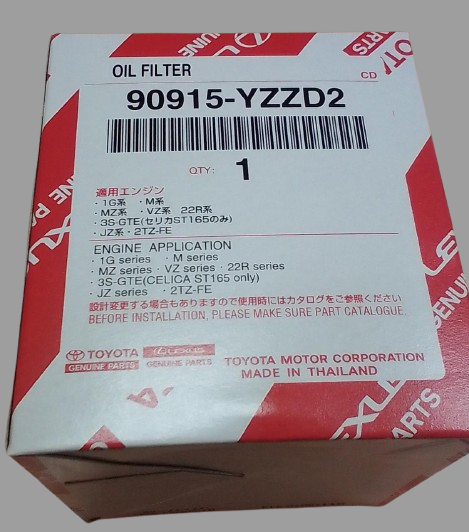 OIL FILTER
CD
90915-YZZD2
QTY: 1
適用エンジン
・1G系 ・M系
・MZ系 ・VZ系 22R系
・3S-GTE(セリカST165のみ)
・JZ系・2TZ-FE
ENGINE APPLICATION
・1G series ・M series
・MZ series・VZ series・22R series
・3S-GTE(CELICA ST165 only)
・JZ series ・2TZ-FE
設計変更する場合もありますので使用時にはカタログをご参照ください
BEFORE INSTALLATION, PLEASE MAKE SURE PART CATALOGUE.
TOYOTA
GENUINE PARTS
LEXUS
GENUINE PARTS
TOYOTA MOTOR CORPORATION
MADE IN THAILAND